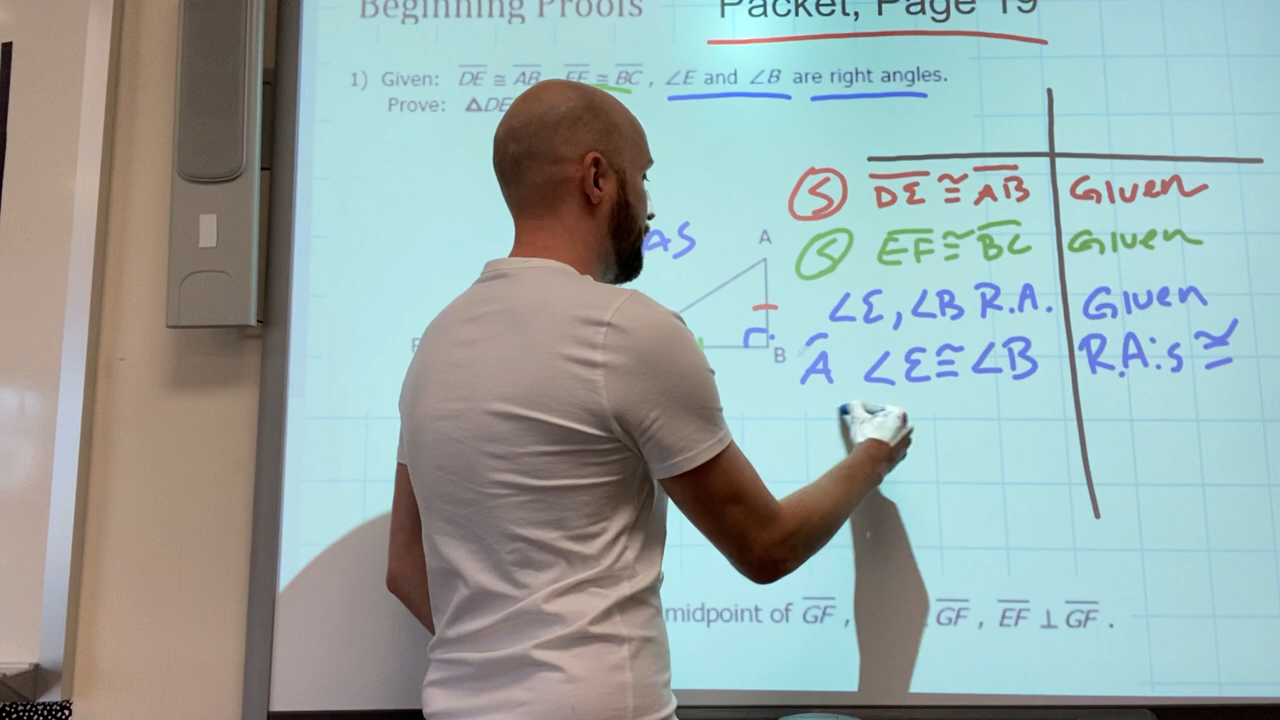 Beginning Proofs
Packet, Page 19
1) Given: DE ≅ AB, EF ≅ BC, ∠E and ∠B are right angles.
Prove: △DE
AS
A
B
S DE ≅ AB Given
S EF ≅ BC Given
∠E, ∠B R.A. Given
A ∠E ≅ ∠B R.A.'s ≅
midpoint of GF, GF, EF ⊥ GF.